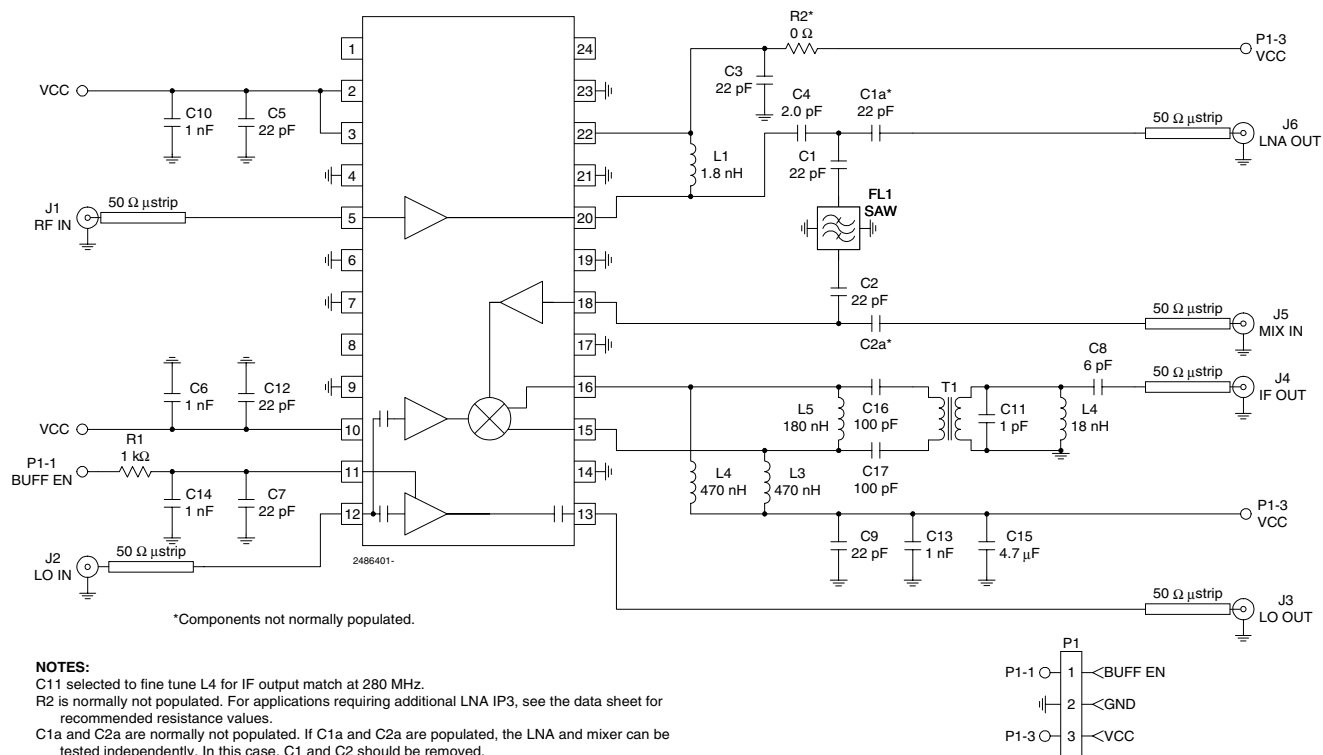 R2*
0 Ω
P1-3
VCC
1
24
C3
22 pF
C4
2.0 pF
C1a*
22 pF
VCC
2
23
C10
1 nF
C5
22 pF
3
22
50 Ω μstrip
J6
LNA OUT
L1
1.8 nH
C1
22 pF
4
21
J1
RF IN
50 Ω μstrip
5
20
FL1
SAW
6
19
7
18
C2
22 pF
50 Ω μstrip
J5
MIX IN
C2a*
8
17
C6
1 nF
C12
22 pF
9
16
C8
6 pF
50 Ω μstrip
J4
IF OUT
L5
180 nH
C16
100 pF
T1
C11
1 pF
L4
18 nH
VCC
10
15
R1
1 kΩ
C17
100 pF
P1-1
BUFF EN
11
14
L4
470 nH
L3
470 nH
C14
1 nF
C7
22 pF
12
13
P1-3
VCC
C9
22 pF
C13
1 nF
C15
4.7 μF
J2
LO IN
50 Ω μstrip
2486401-
50 Ω μstrip
J3
LO OUT
*Components not normally populated.
NOTES:
C11 selected to fine tune L4 for IF output match at 280 MHz.
R2 is normally not populated. For applications requiring additional LNA IP3, see the data sheet for
recommended resistance values.
C1a and C2a are normally not populated. If C1a and C2a are populated, the LNA and mixer can be
tested independently. In this case, C1 and C2 should be removed.
P1
P1-1
1
BUFF EN
2
GND
P1-3
3
VCC